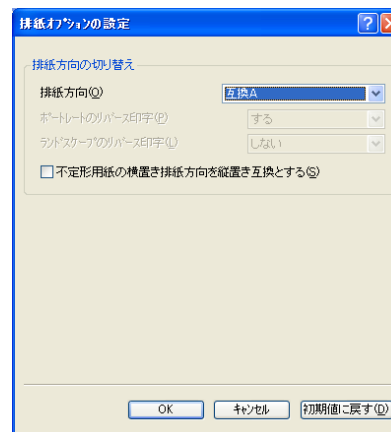 排紙ｵﾌﾟｼｮﾝの設定
排紙方向の切り替え
排紙方向(O) 互換A
ﾎﾟｰﾄﾚｰﾄのﾘﾊﾞｰｽ印字(P) する
ﾗﾝﾄﾞｽｹｰﾌﾟのﾘﾊﾞｰｽ印字(L) しない
不定形用紙の横置き排紙方向を縦置き互換とする(S)
OK ｷｬﾝｾﾙ 初期値に戻す(D)